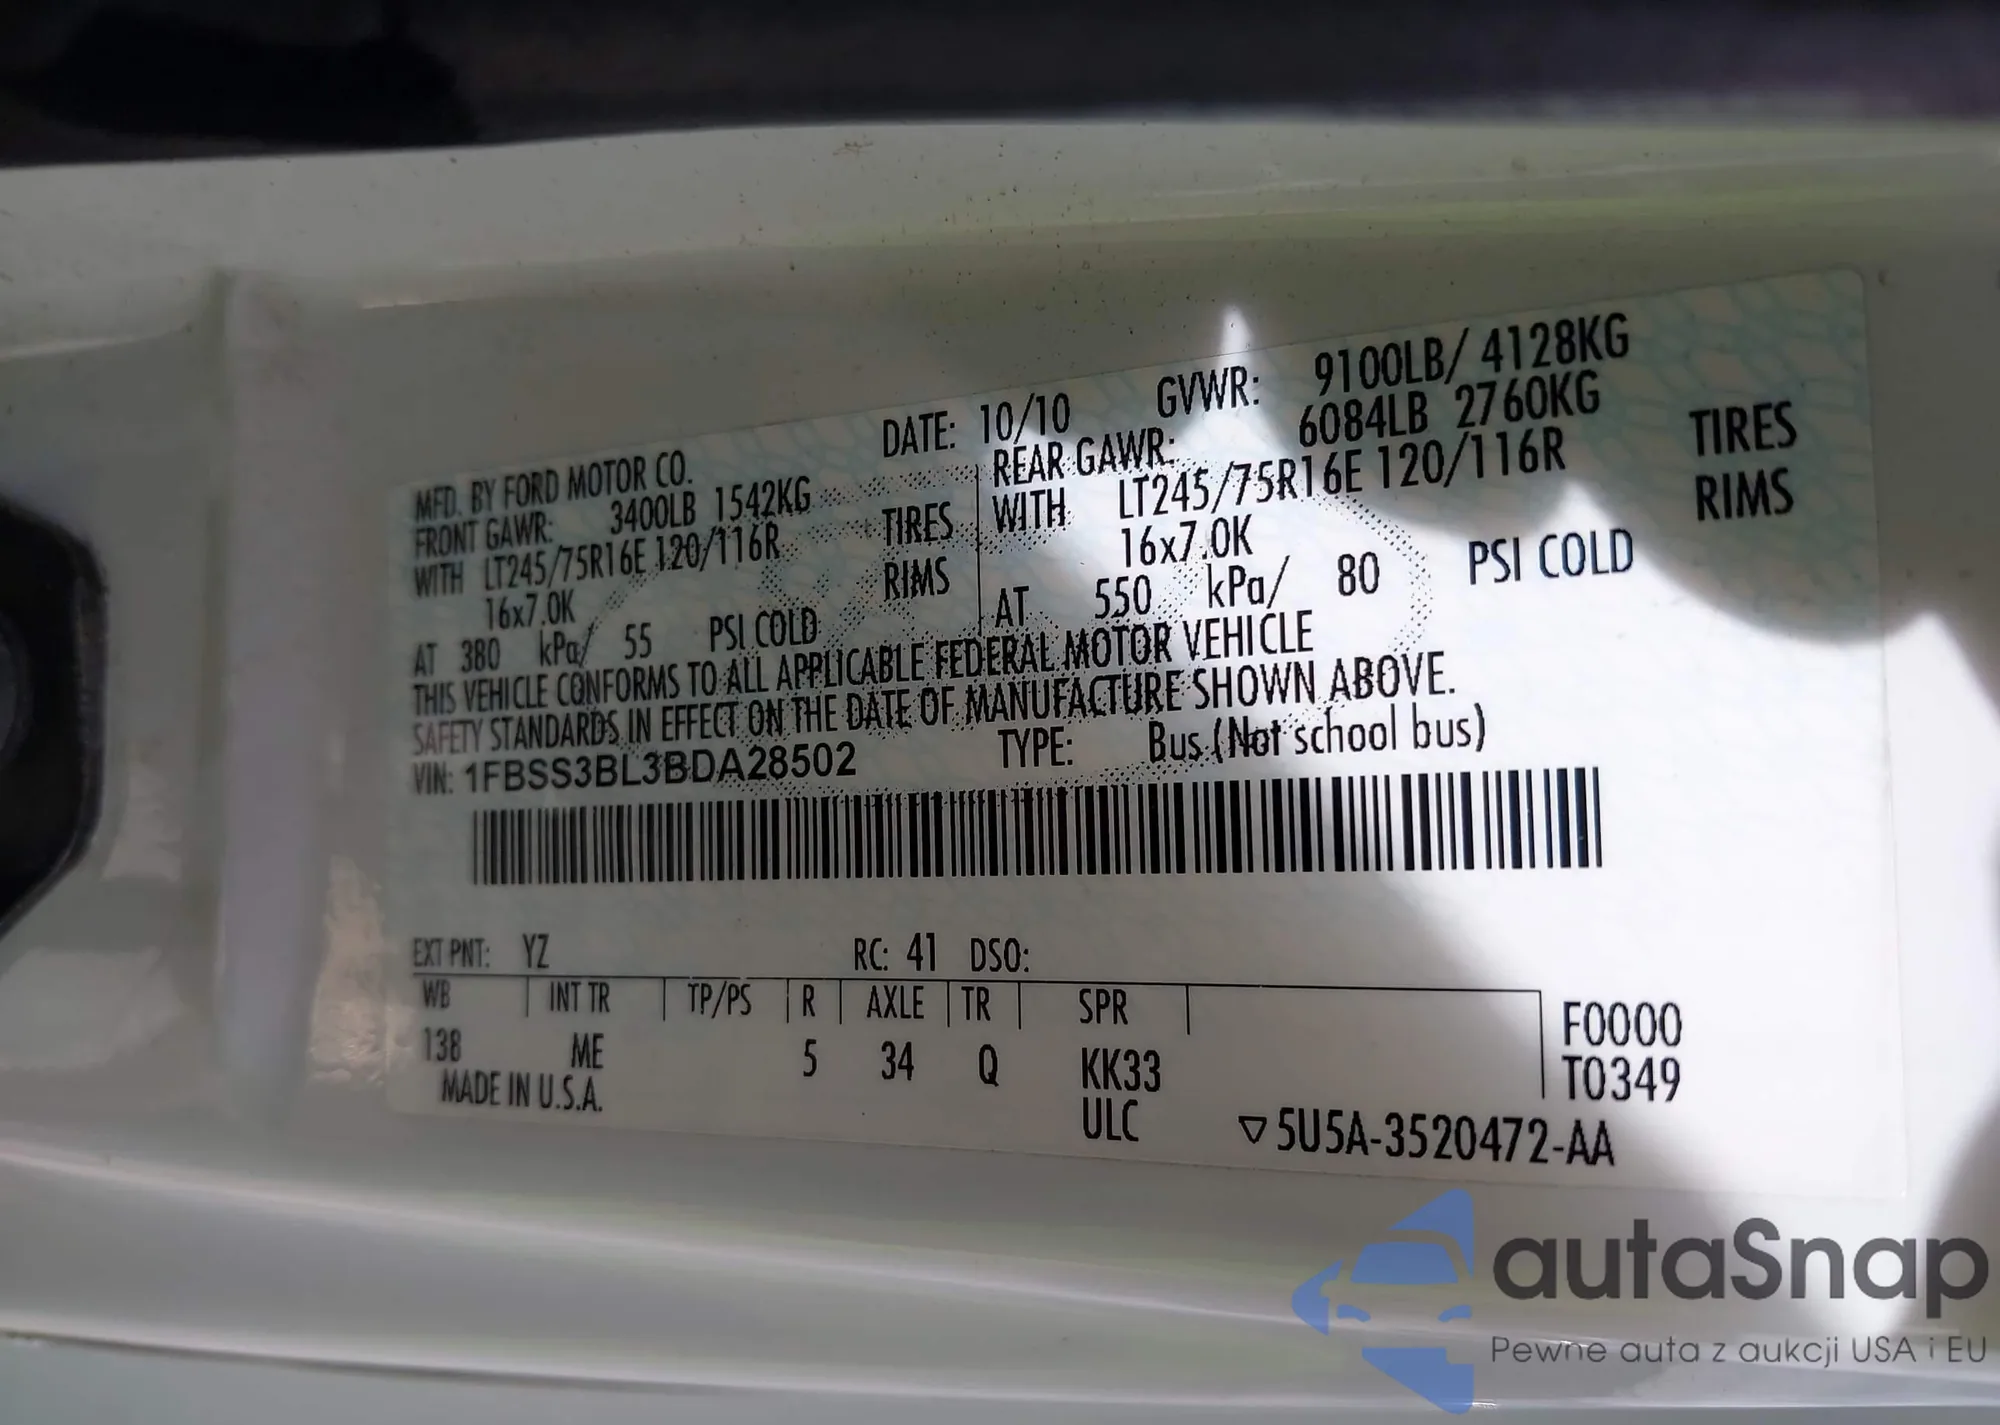 MFD. BY FORD MOTOR CO. DATE: 10/10 GVWR: 9100LB/ 4128KG
FRONT GAWR: 3400LB 1542KG REAR GAWR: 6084LB 2760KG
WITH LT245/75R16E 120/116R TIRES WITH LT245/75R16E 120/116R TIRES
16x7.0K RIMS 16x7.0K RIMS
AT 380 kPa/ 55 PSI COLD AT 550 kPa/ 80 PSI COLD
THIS VEHICLE CONFORMS TO ALL APPLICABLE FEDERAL MOTOR VEHICLE
SAFETY STANDARDS IN EFFECT ON THE DATE OF MANUFACTURE SHOWN ABOVE.
VIN: 1FBSS3BL3BDA28502 TYPE: Bus (Not school bus)
EXT PNT: YZ RC: 41 DSO:
WB INT TR TP/PS R AXLE TR SPR
138 ME 5 34 Q KK33
F0000
T0349
MADE IN U.S.A. ULC ▽5U5A-3520472-AA
autaSnap
Pewne auta z aukcji USA i EU